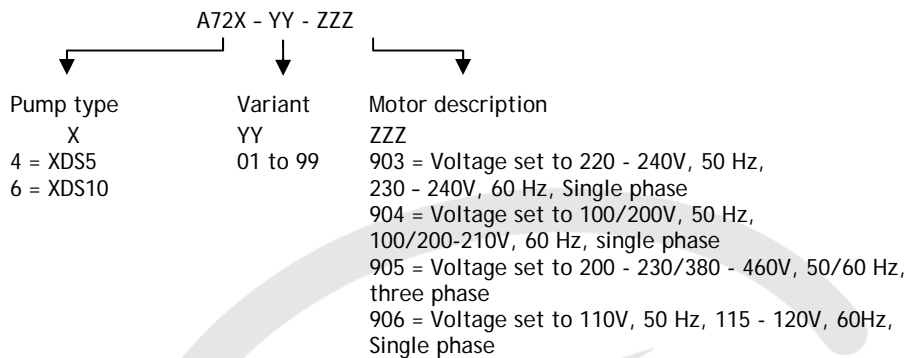 A72X – YY - ZZZ
Pump type
X
4 = XDS5
6 = XDS10
Variant
YY
01 to 99
Motor description
ZZZ
903 = Voltage set to 220 - 240V, 50 Hz,
230 – 240V, 60 Hz, Single phase
904 = Voltage set to 100/200V, 50 Hz,
100/200-210V, 60 Hz, single phase
905 = Voltage set to 200 - 230/380 - 460V, 50/60 Hz,
three phase
906 = Voltage set to 110V, 50 Hz, 115 - 120V, 60Hz,
Single phase